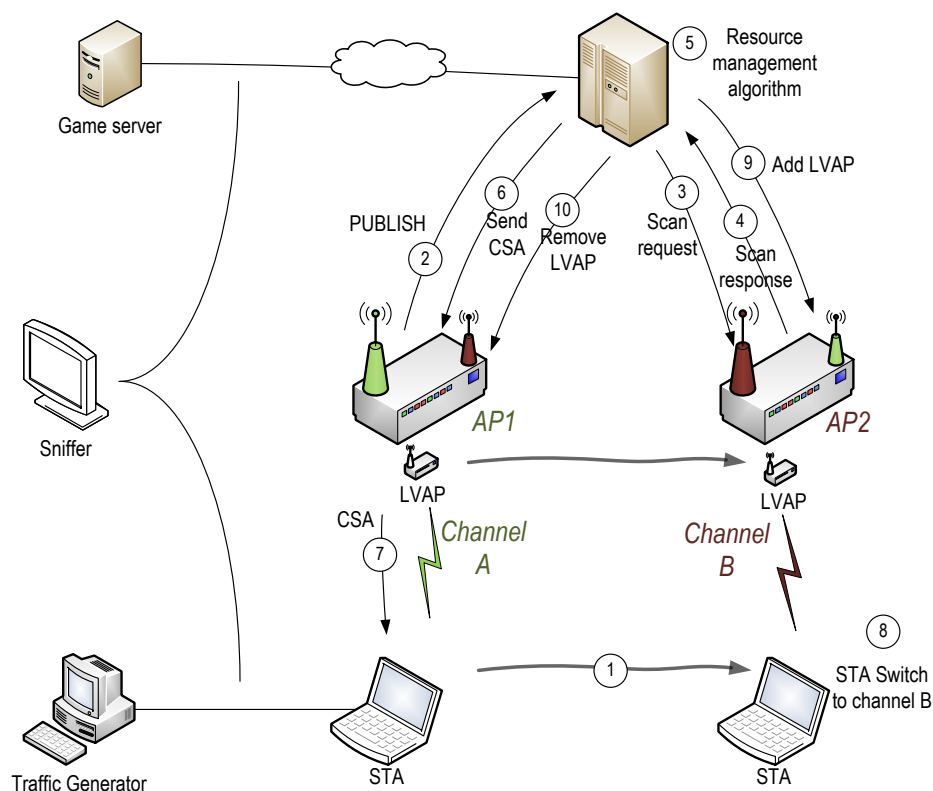 5
Resource
management
algorithm
Game server
9
Add LVAP
6
Send
CSA
3
Scan
request
4
Scan
response
10
Remove
LVAP
PUBLISH
2
AP1
AP2
Sniffer
LVAP
LVAP
CSA
7
Channel
A
Channel
B
8
STA Switch
to channel B
1
Traffic Generator
STA
STA